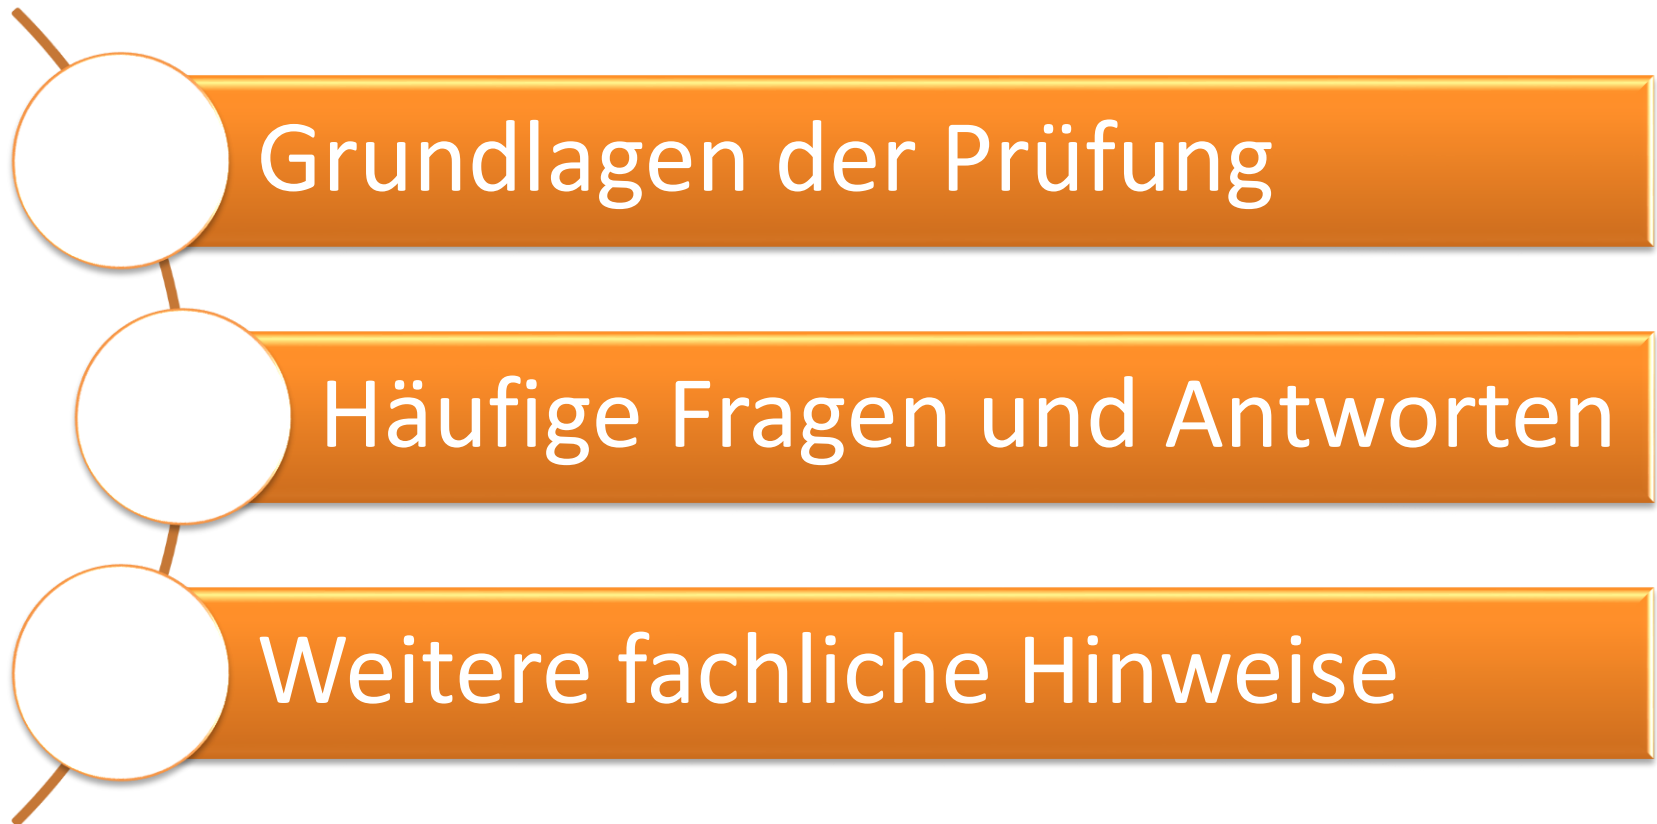 Grundlagen der Prüfung
Häufige Fragen und Antworten
Weitere fachliche Hinweise